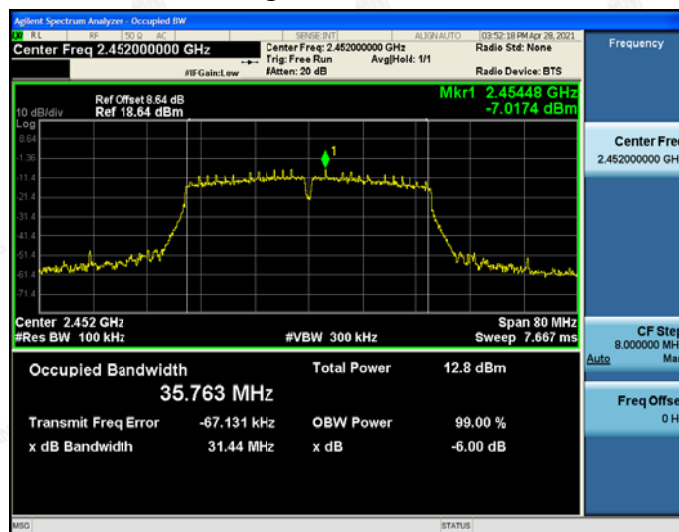 Agilent Spectrum Analyzer - Occupied BW
RL RF 50 Ω AC SENSE:INT ALIGN AUTO 03:52:18 PM Apr 28, 2021
Center Freq 2.452000000 GHz
Center Freq: 2.452000000 GHz
Radio Std: None
Trig: Free Run Avg|Hold: 1/1
#IFGain:Low #Atten: 20 dB Radio Device: BTS
Frequency
Ref Offset 8.64 dB
10 dB/div Ref 18.64 dBm
Mkr1 2.45448 GHz
-7.0174 dBm
Log
8.64
-1.36
-11.4
-21.4
-31.4
-41.4
-51.4
-61.4
-71.4
1
Center Fre
2.452000000 GH
Center 2.452 GHz Span 80 MHz
#Res BW 100 kHz #VBW 300 kHz Sweep 7.667 ms
CF Step
8.000000 MH
Auto Ma
Occupied Bandwidth Total Power 12.8 dBm
35.763 MHz
Transmit Freq Error -67.131 kHz OBW Power 99.00 %
x dB Bandwidth 31.44 MHz x dB -6.00 dB
Freq Offse
0 H
MSG STATUS